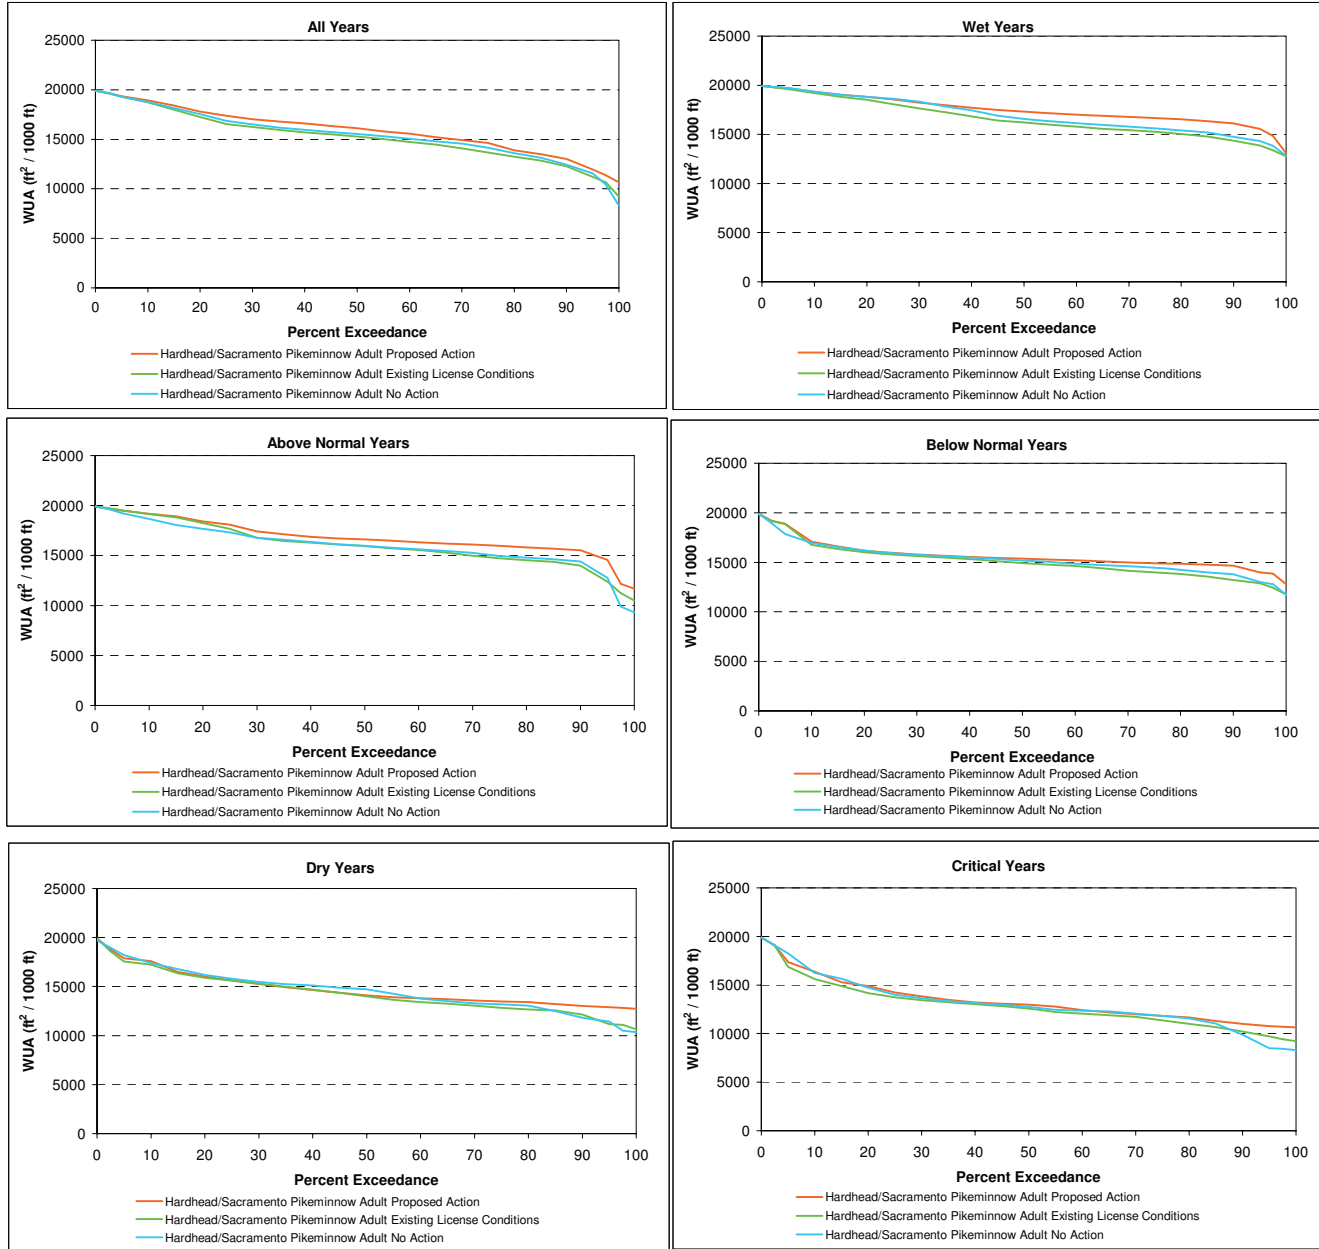 All Years
25000
20000
15000
10000
5000
0
WUA (ft² / 1000 ft)
0 10 20 30 40 50 60 70 80 90 100
Percent Exceedance
Hardhead/Sacramento Pikeminnow Adult Proposed Action
Hardhead/Sacramento Pikeminnow Adult Existing License Conditions
Hardhead/Sacramento Pikeminnow Adult No Action
Wet Years
25000
20000
15000
10000
5000
0
WUA (ft² / 1000 ft)
0 10 20 30 40 50 60 70 80 90 100
Percent Exceedance
Hardhead/Sacramento Pikeminnow Adult Proposed Action
Hardhead/Sacramento Pikeminnow Adult Existing License Conditions
Hardhead/Sacramento Pikeminnow Adult No Action
Above Normal Years
25000
20000
15000
10000
5000
0
WUA (ft² / 1000 ft)
0 10 20 30 40 50 60 70 80 90 100
Percent Exceedance
Hardhead/Sacramento Pikeminnow Adult Proposed Action
Hardhead/Sacramento Pikeminnow Adult Existing License Conditions
Hardhead/Sacramento Pikeminnow Adult No Action
Below Normal Years
25000
20000
15000
10000
5000
0
WUA (ft² / 1000 ft)
0 10 20 30 40 50 60 70 80 90 100
Percent Exceedance
Hardhead/Sacramento Pikeminnow Adult Proposed Action
Hardhead/Sacramento Pikeminnow Adult Existing License Conditions
Hardhead/Sacramento Pikeminnow Adult No Action
Dry Years
25000
20000
15000
10000
5000
0
WUA (ft² / 1000 ft)
0 10 20 30 40 50 60 70 80 90 100
Percent Exceedance
Hardhead/Sacramento Pikeminnow Adult Proposed Action
Hardhead/Sacramento Pikeminnow Adult Existing License Conditions
Hardhead/Sacramento Pikeminnow Adult No Action
Critical Years
25000
20000
15000
10000
5000
0
WUA (ft² / 1000 ft)
0 10 20 30 40 50 60 70 80 90 100
Percent Exceedance
Hardhead/Sacramento Pikeminnow Adult Proposed Action
Hardhead/Sacramento Pikeminnow Adult Existing License Conditions
Hardhead/Sacramento Pikeminnow Adult No Action